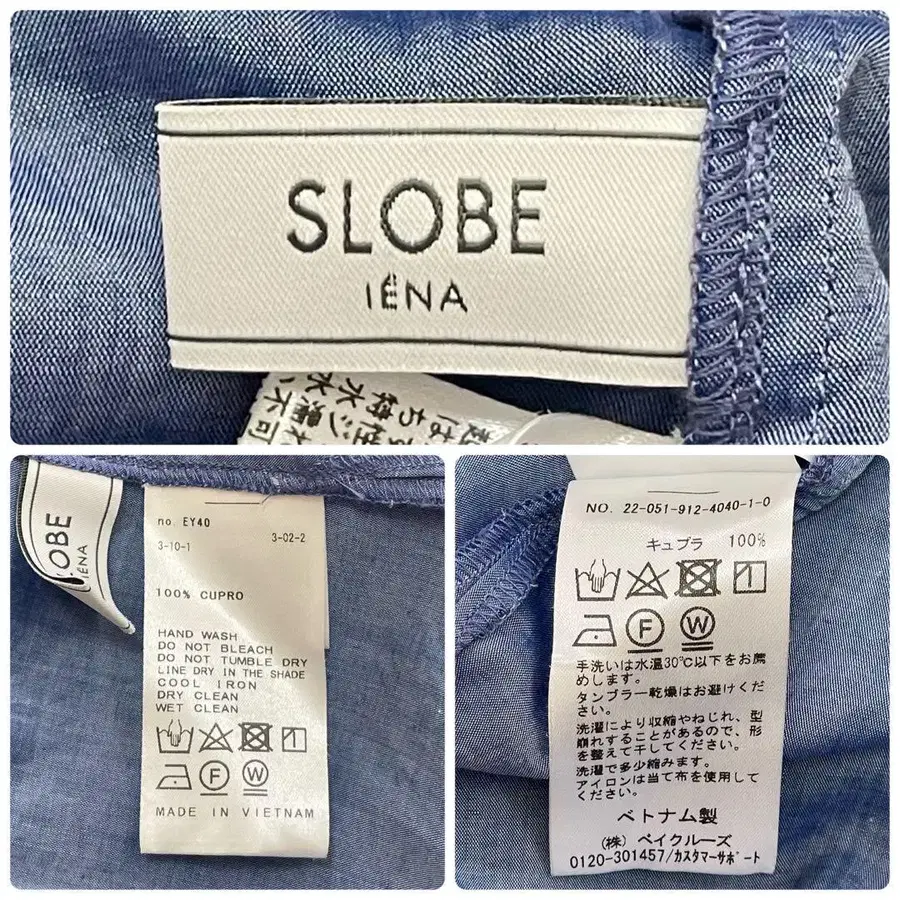 SLOBE
IÉNA
SLOBE
IÉNA
no. EY40
3-10-1 3-02-2
100% CUPRO
HAND WASH
DO NOT BLEACH
DO NOT TUMBLE DRY
LINE DRY IN THE SHADE
COOL IRON
DRY CLEAN
WET CLEAN
F W
MADE IN VIETNAM
NO. 22-051-912-4040-1-0
キュプラ 100%
F W
手洗いは水温30℃以下をお薦
めします。
タンブラー乾燥はお避けくだ
さい。
洗濯により収縮やねじれ、型
崩れすることがあるので、形
を整えて干してください。
洗濯で多少縮みます。
アイロンは当て布を使用して
ください。
ベトナム製
(株) ベイクルーズ
0120-301457/カスタマーサポート